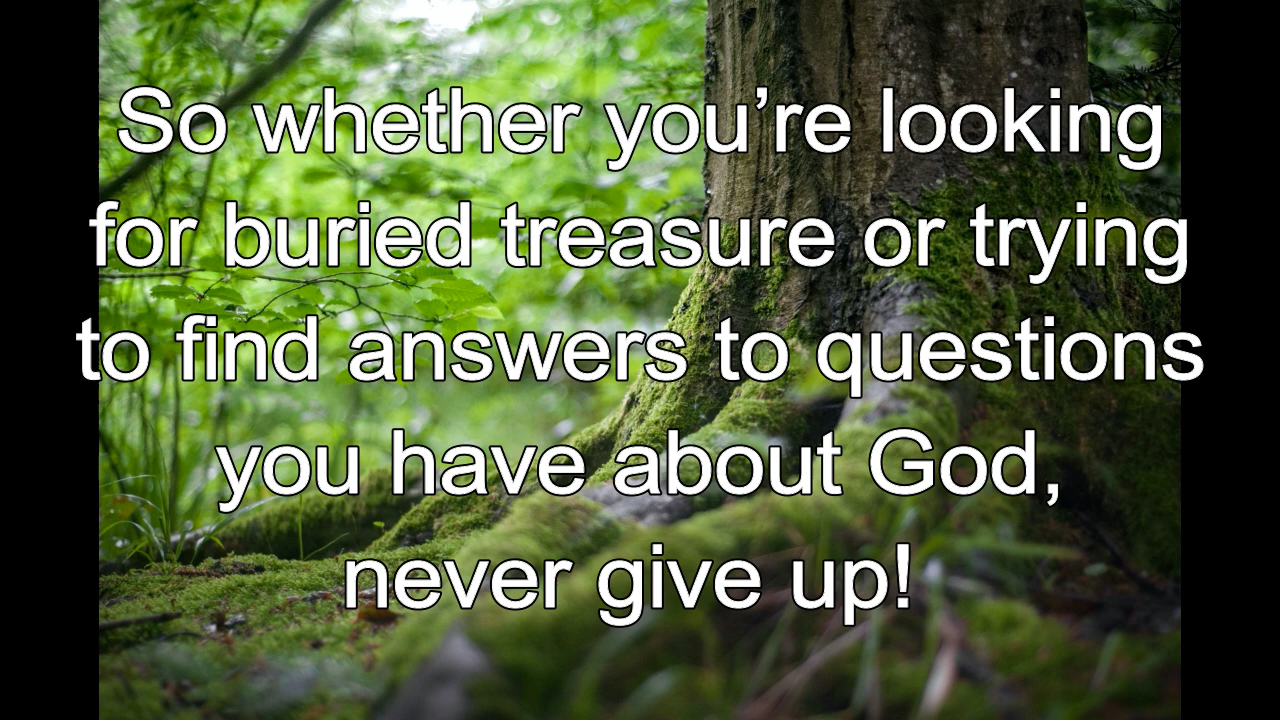 So whether you’re looking
for buried treasure or trying
to find answers to questions
you have about God,
never give up!